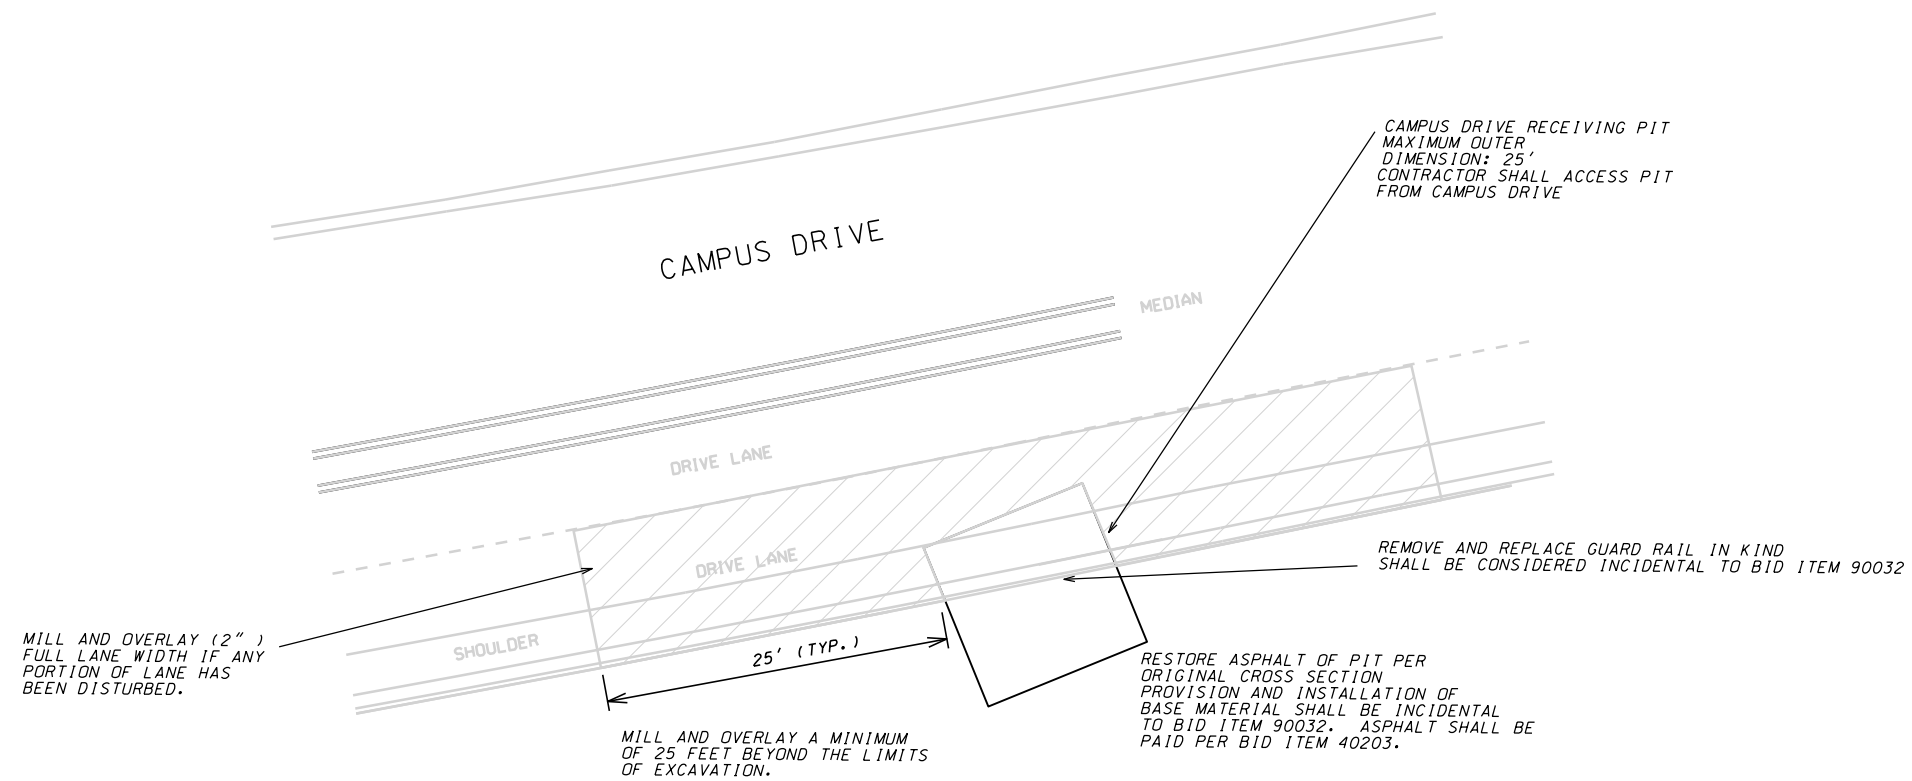 CAMPUS DRIVE RECEIVING PIT
MAXIMUM OUTER
DIMENSION: 25'
CONTRACTOR SHALL ACCESS PIT
FROM CAMPUS DRIVE
CAMPUS DRIVE
MEDIAN
DRIVE LANE
DRIVE LANE
REMOVE AND REPLACE GUARD RAIL IN KIND
SHALL BE CONSIDERED INCIDENTAL TO BID ITEM 90032
SHOULDER
MILL AND OVERLAY (2" )
FULL LANE WIDTH IF ANY
PORTION OF LANE HAS
BEEN DISTURBED.
25' (TYP.)
RESTORE ASPHALT OF PIT PER
ORIGINAL CROSS SECTION
PROVISION AND INSTALLATION OF
BASE MATERIAL SHALL BE INCIDENTAL
TO BID ITEM 90032.  ASPHALT SHALL BE
PAID PER BID ITEM 40203.
MILL AND OVERLAY A MINIMUM
OF 25 FEET BEYOND THE LIMITS
OF EXCAVATION.